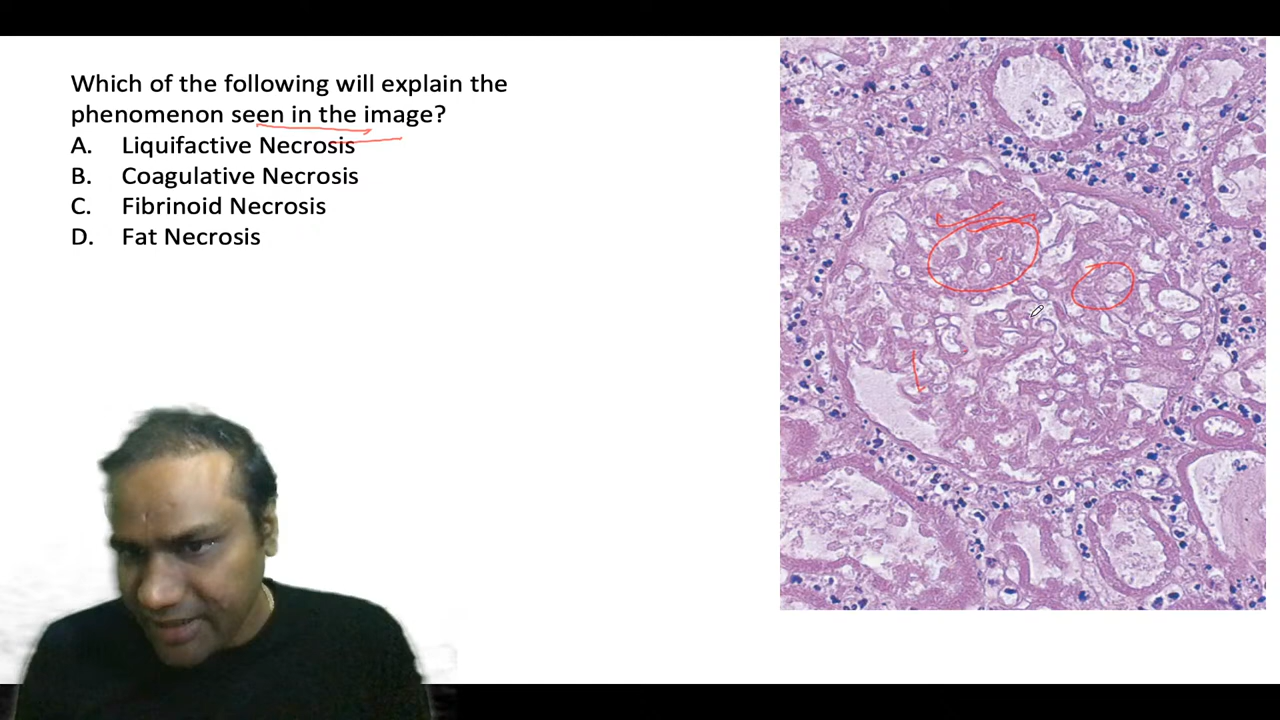 Which of the following will explain the
phenomenon seen in the image?
A. Liquifactive Necrosis
B. Coagulative Necrosis
C. Fibrinoid Necrosis
D. Fat Necrosis